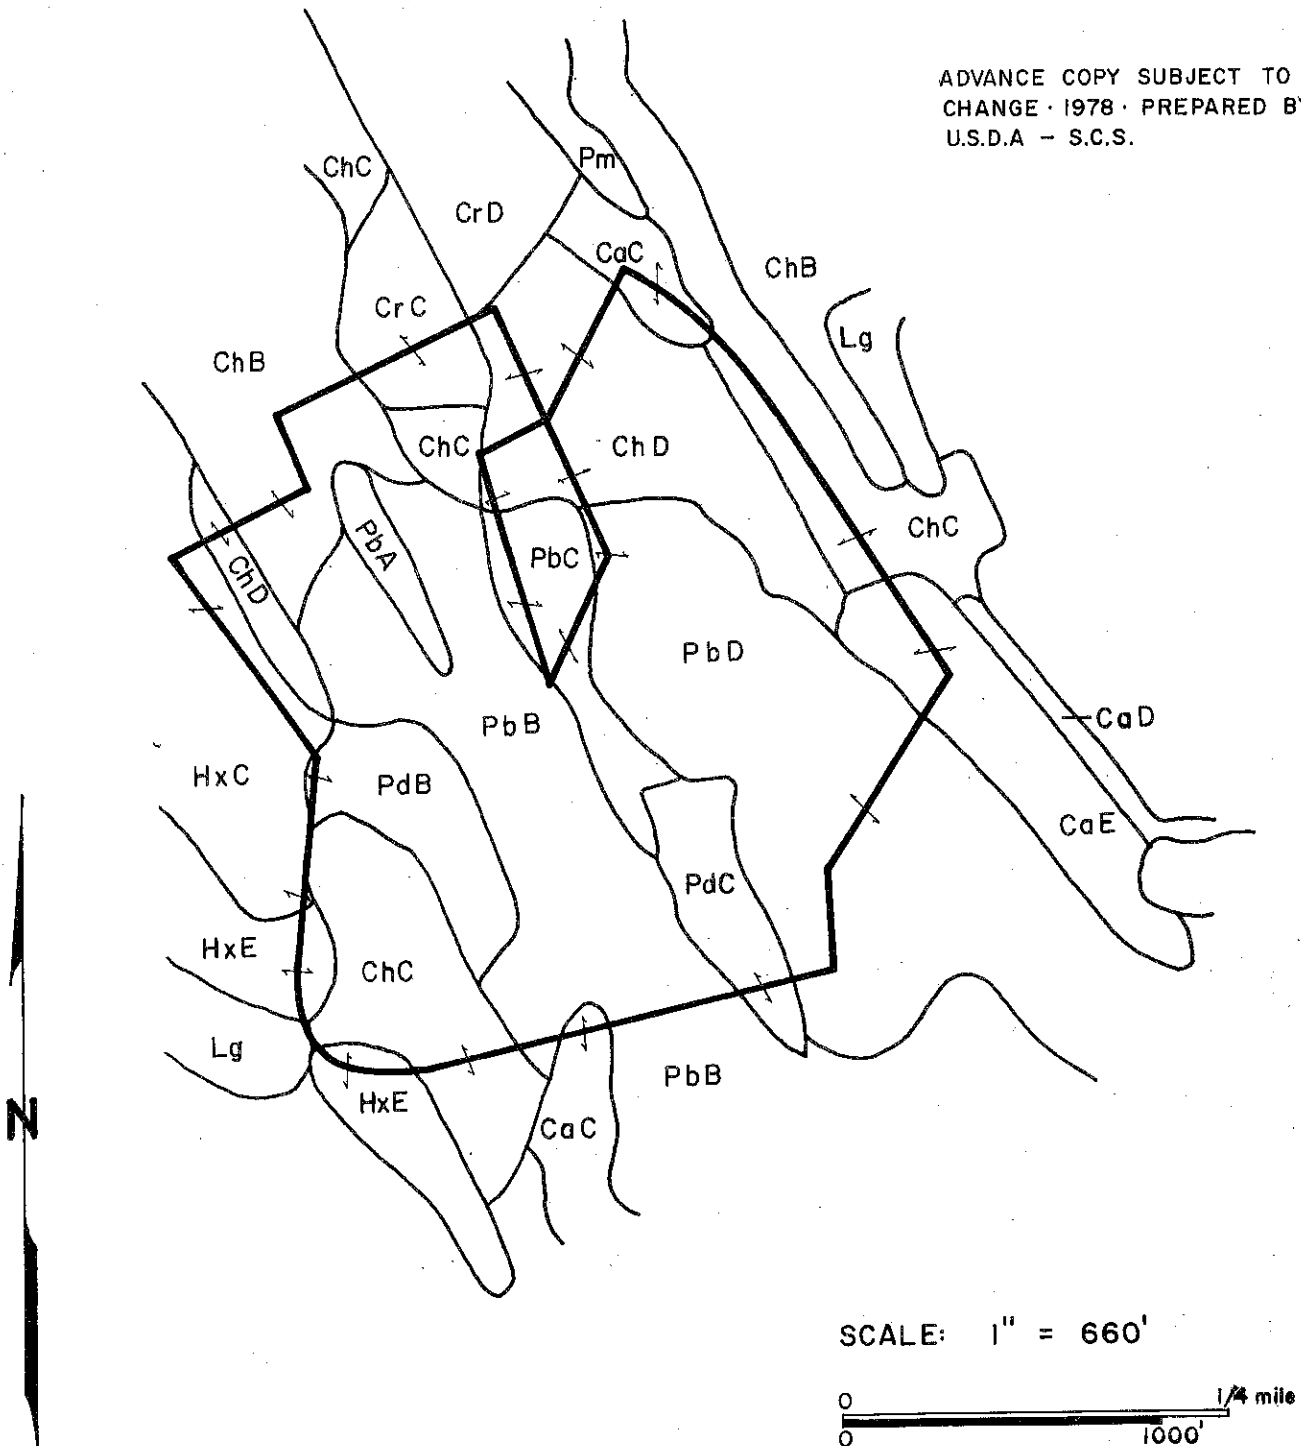 ADVANCE COPY SUBJECT TO
CHANGE · 1978 · PREPARED B
U.S.D.A — S.C.S.
Pm
ChC
CrD
CaC
ChB
CrC
Lg
ChB
ChC
ChD
PbA
ChC
PbC
ChD
PbD
PbB
CaD
HxC
PdB
CaE
PdC
HxE
ChC
Lg
PbB
HxE
CaC
N
SCALE: 1" = 660'
0 1/4 mile
0 1000'